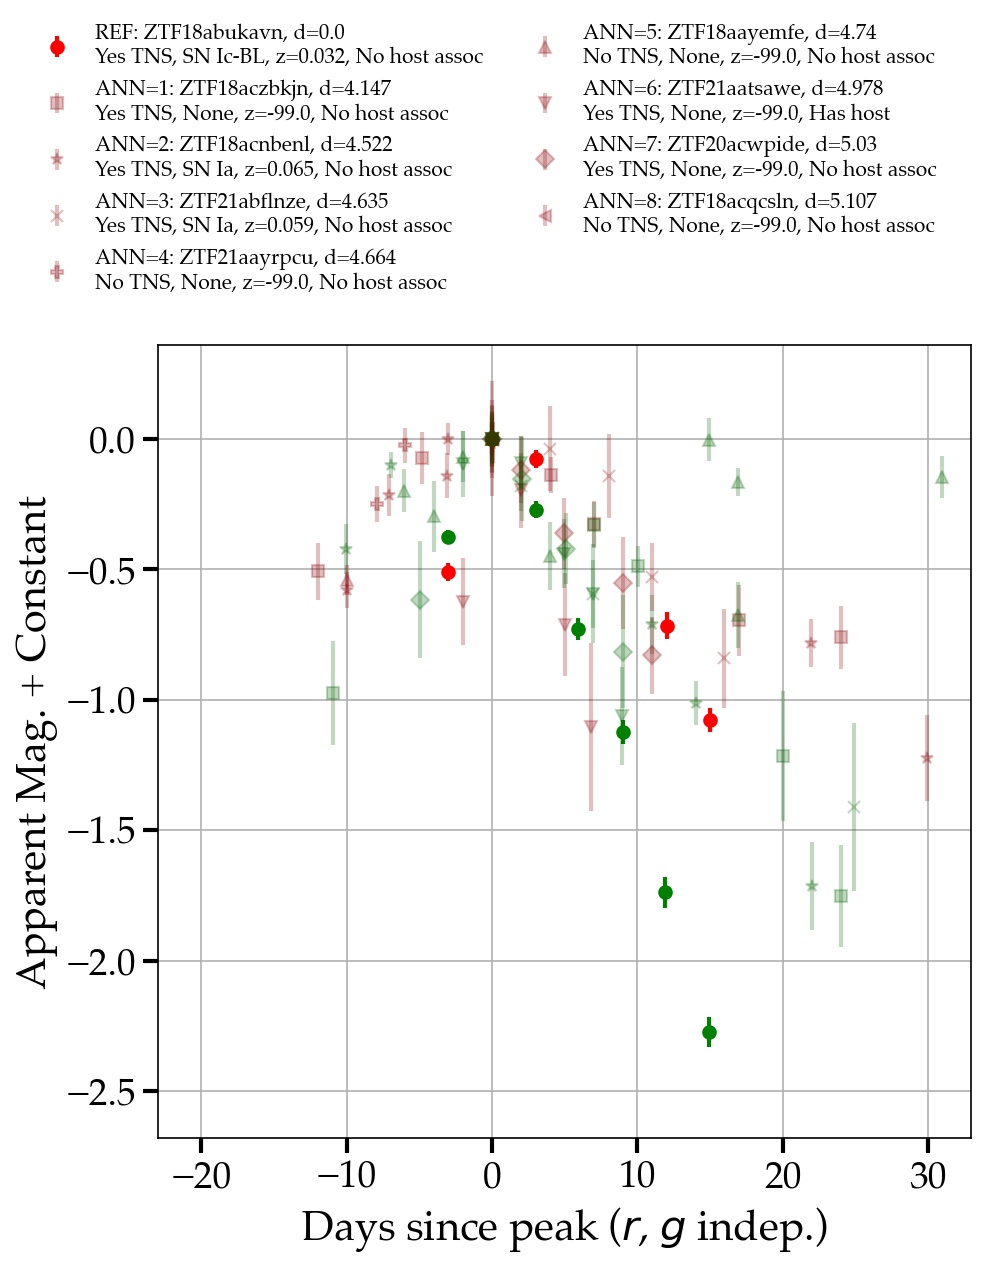 REF: ZTF18abukavn, d=0.0
Yes TNS, SN Ic-BL, z=0.032, No host assoc
ANN=1: ZTF18aczbkjn, d=4.147
Yes TNS, None, z=-99.0, No host assoc
ANN=2: ZTF18acnbenl, d=4.522
Yes TNS, SN Ia, z=0.065, No host assoc
ANN=3: ZTF21abflnze, d=4.635
Yes TNS, SN Ia, z=0.059, No host assoc
ANN=4: ZTF21aayrpcu, d=4.664
No TNS, None, z=-99.0, No host assoc
ANN=5: ZTF18aayemfe, d=4.74
No TNS, None, z=-99.0, No host assoc
ANN=6: ZTF21aatsawe, d=4.978
Yes TNS, None, z=-99.0, Has host
ANN=7: ZTF20acwpide, d=5.03
Yes TNS, None, z=-99.0, No host assoc
ANN=8: ZTF18acqcsln, d=5.107
No TNS, None, z=-99.0, No host assoc
Apparent Mag. + Constant
0.0
−0.5
−1.0
−1.5
−2.0
−2.5
−20 −10 0 10 20 30
Days since peak (r, g indep.)